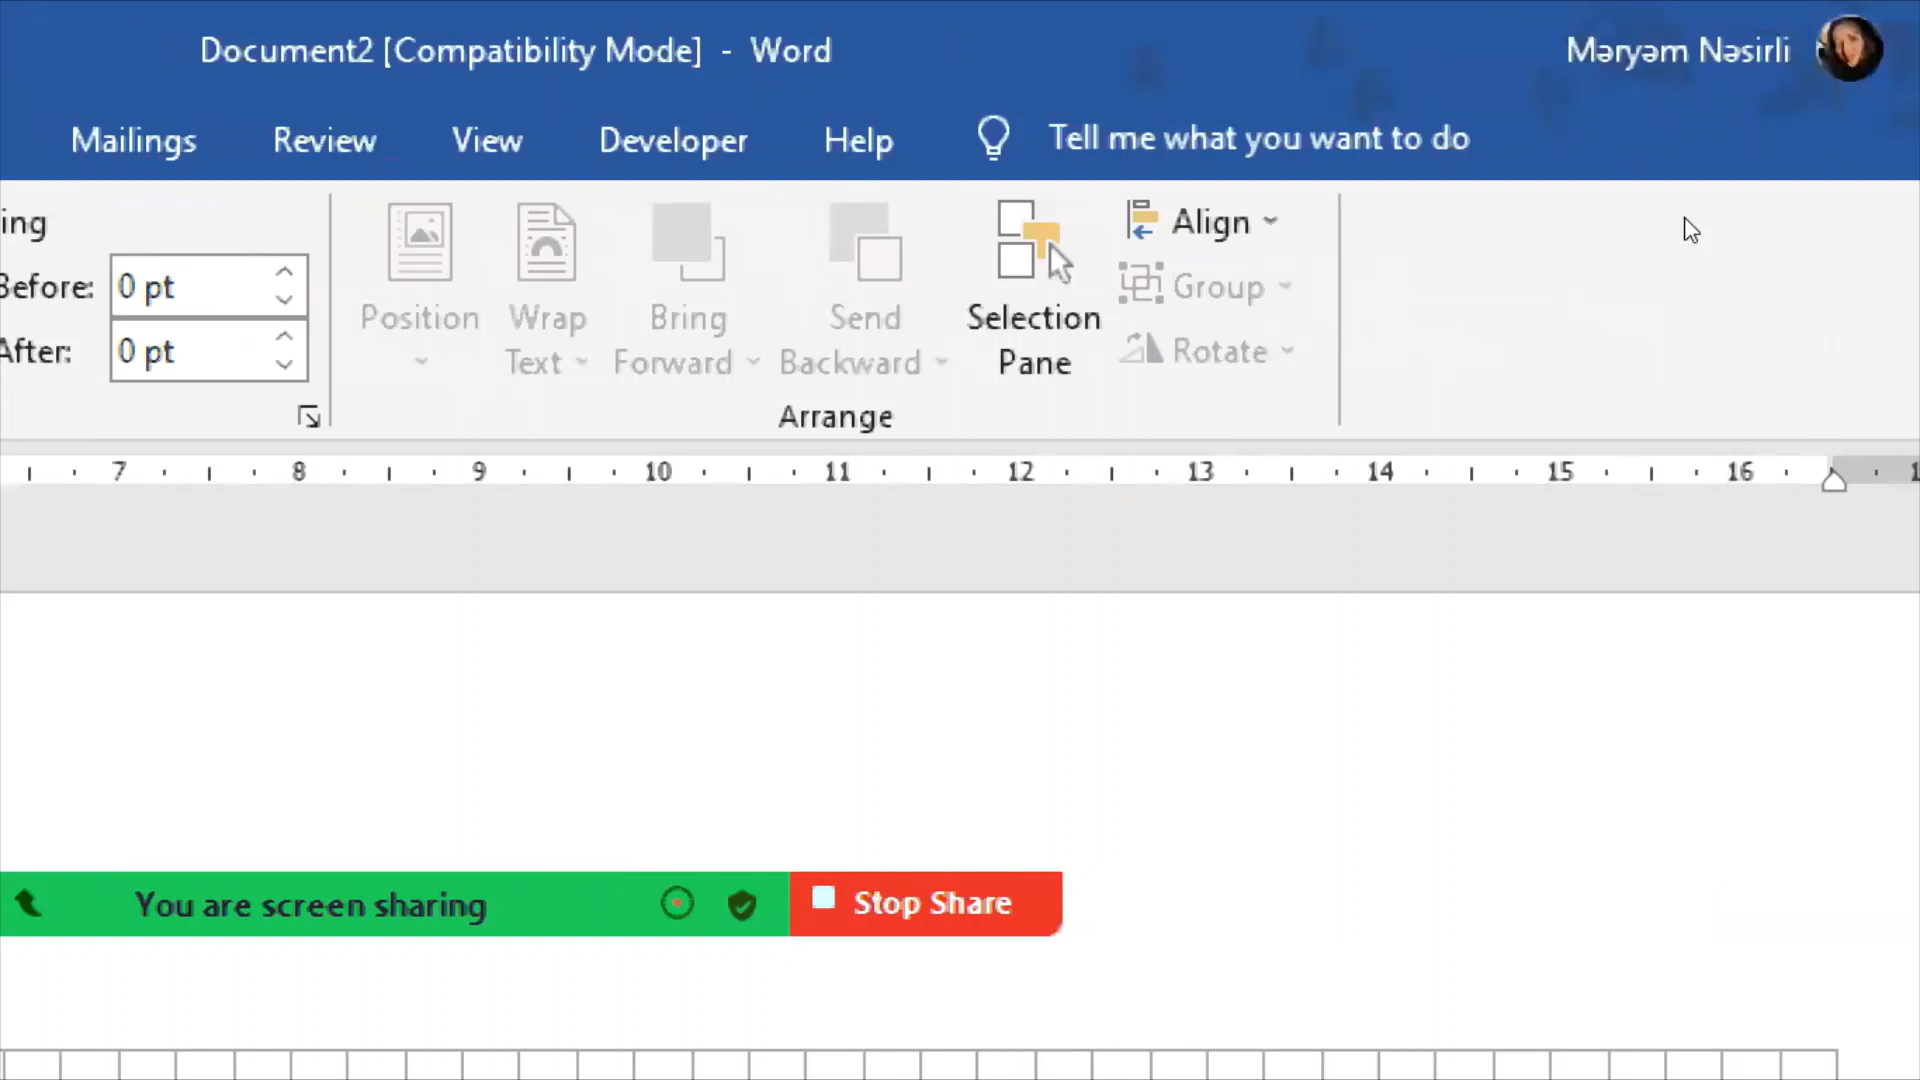 Document2 [Compatibility Mode] - Word
Məryəm Nəsirli
Mailings Review View Developer Help Tell me what you want to do
ing
Before: 0 pt
After: 0 pt
Position
Wrap Text
Bring Forward
Send Backward
Selection Pane
Align
Group
Rotate
Arrange
7 8 9 10 11 12 13 14 15 16 1
You are screen sharing
Stop Share